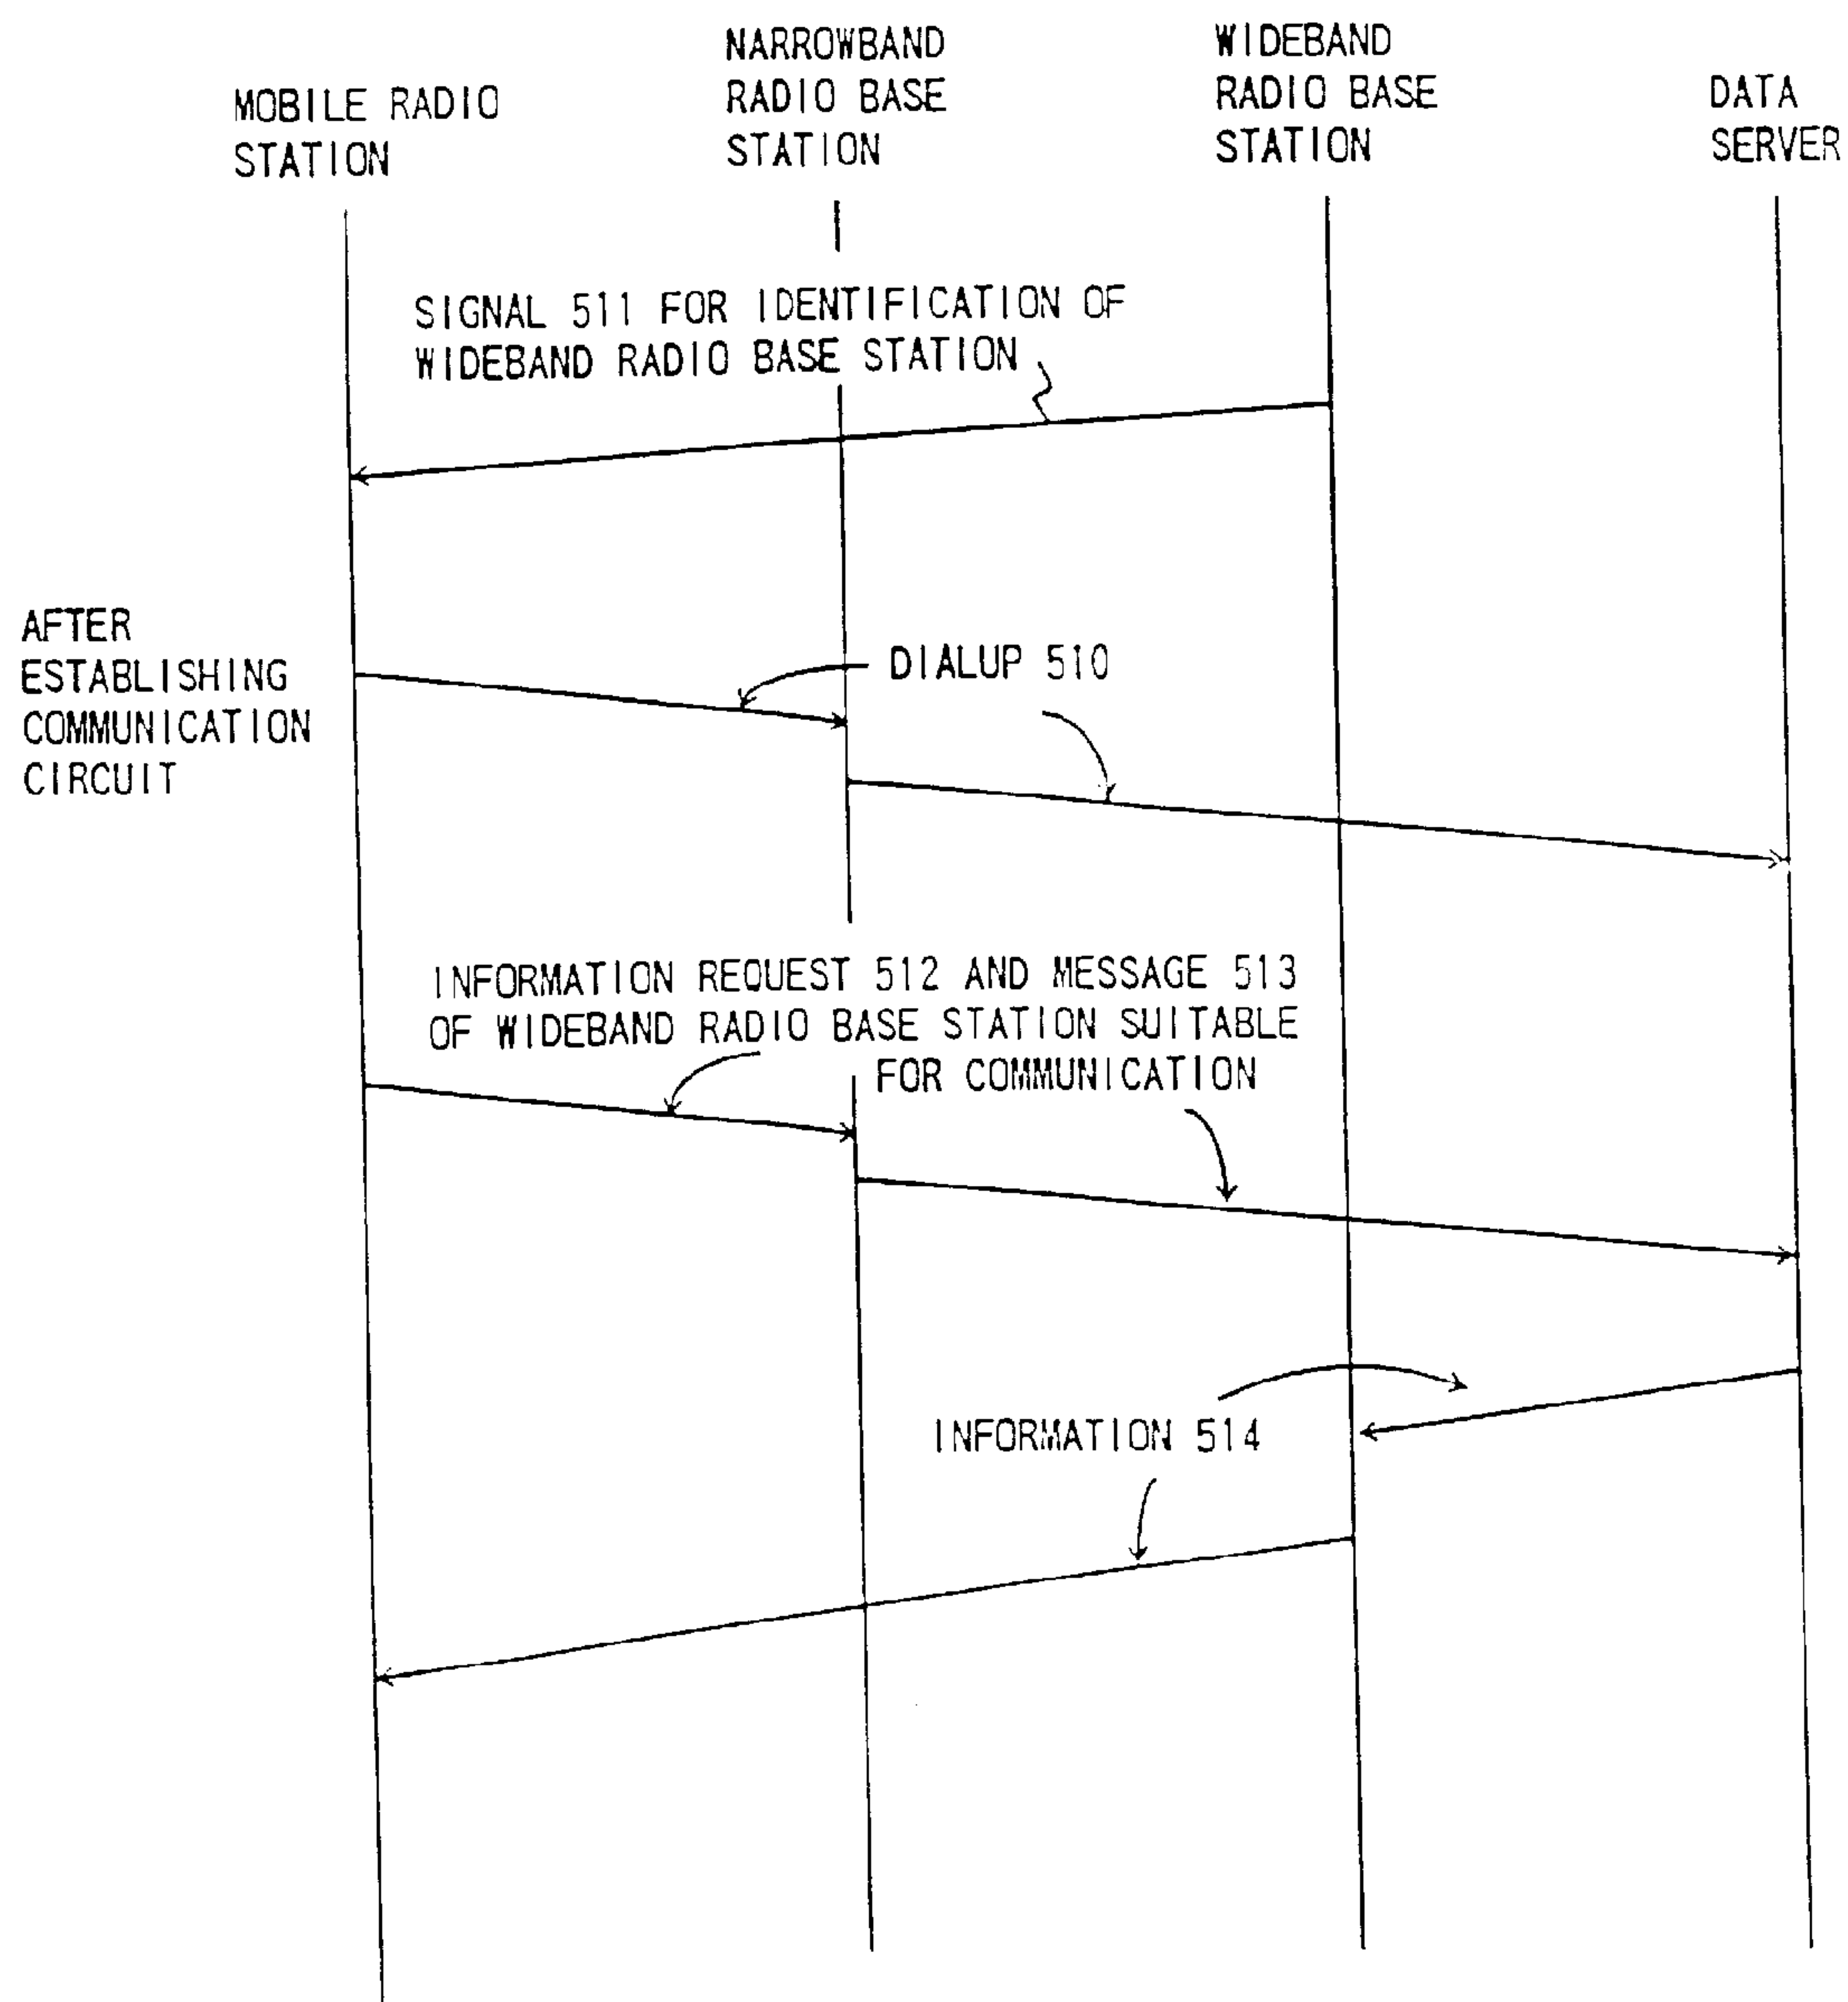 MOBILE RADIO
STATION
NARROWBAND
RADIO BASE
STATION
WIDEBAND
RADIO BASE
STATION
DATA
SERVER
SIGNAL 511 FOR IDENTIFICATION OF
WIDEBAND RADIO BASE STATION
AFTER
ESTABLISHING
COMMUNICATION
CIRCUIT
DIALUP 510
INFORMATION REQUEST 512 AND MESSAGE 513
OF WIDEBAND RADIO BASE STATION SUITABLE
FOR COMMUNICATION
INFORMATION 514